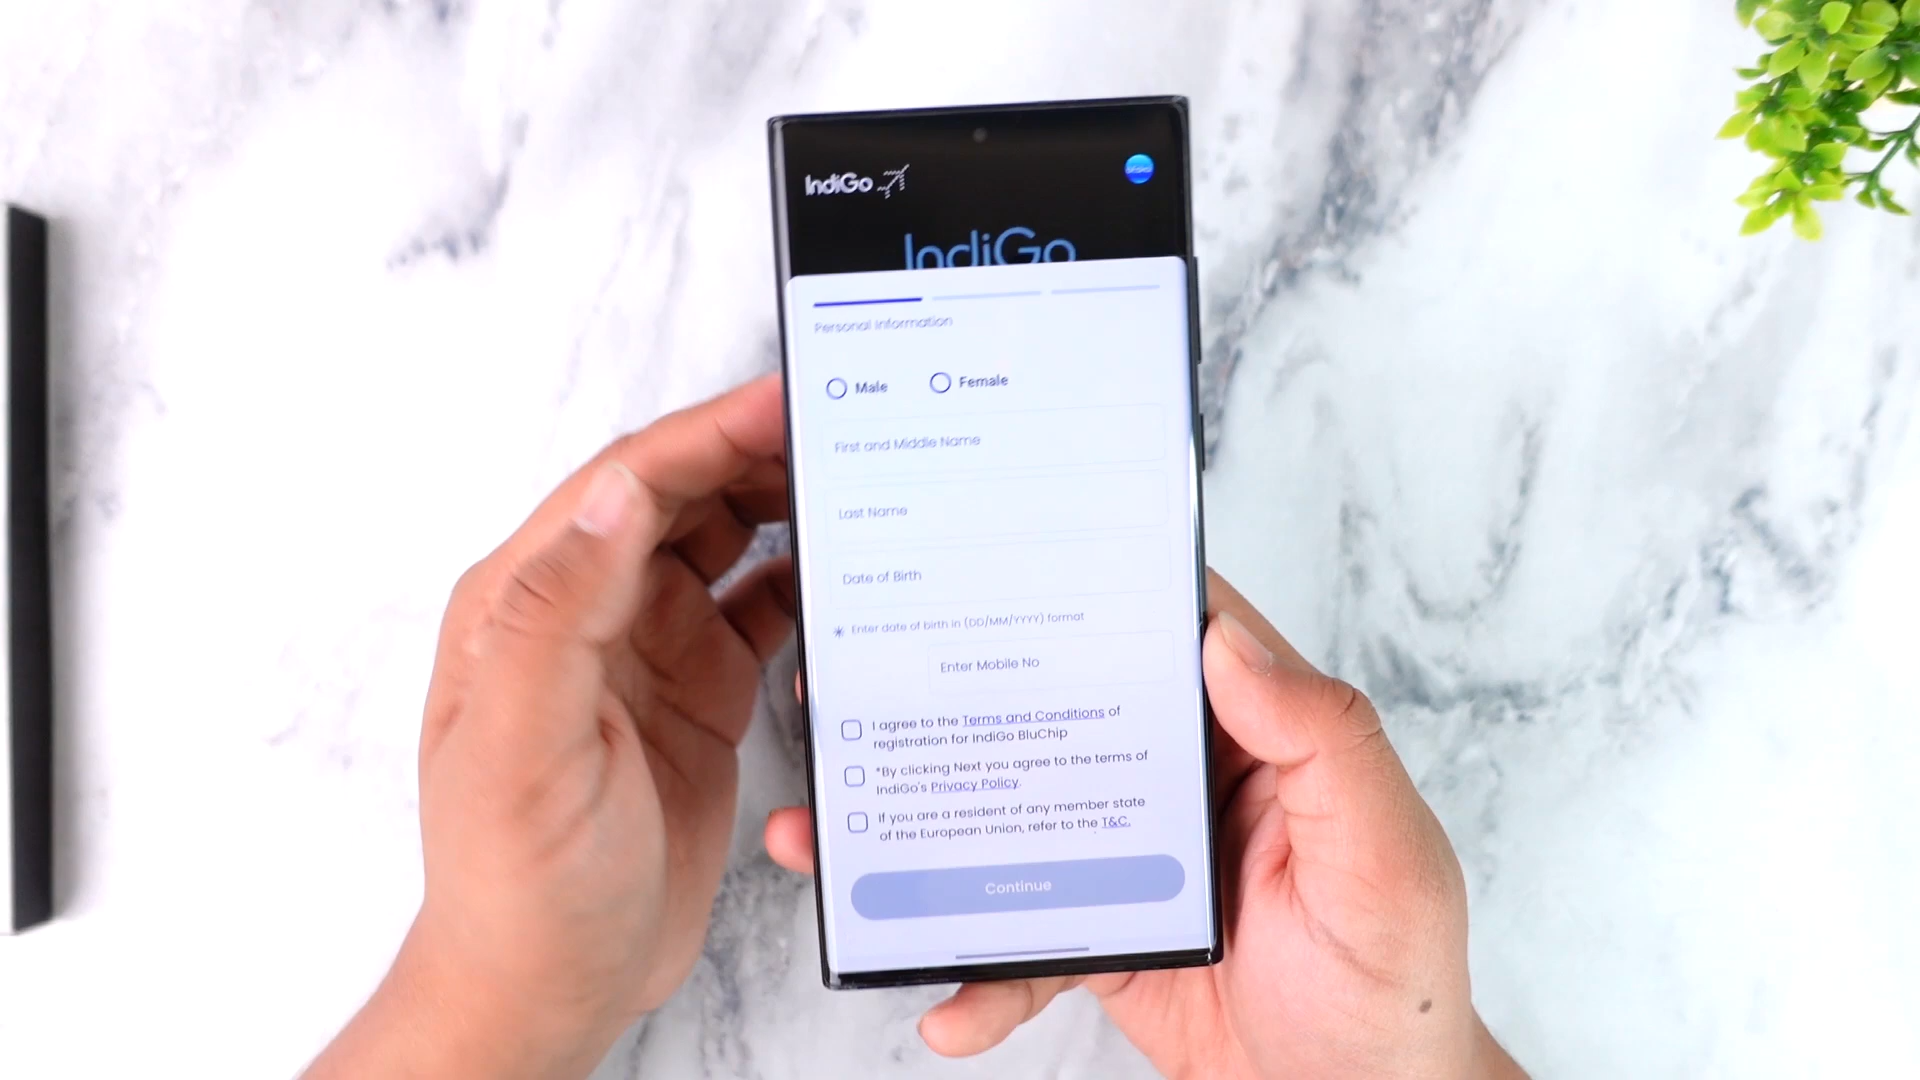 IndiGo
IndiGo
Personal Information
Male
Female
First and Middle Name
Last Name
Date of Birth
Enter date of birth in (DD/MM/YYYY) format
Enter Mobile No
I agree to the Terms and Conditions of
registration for IndiGo BluChip
*By clicking Next you agree to the terms of
IndiGo's Privacy Policy.
If you are a resident of any member state
of the European Union, refer to the T&C.
Continue